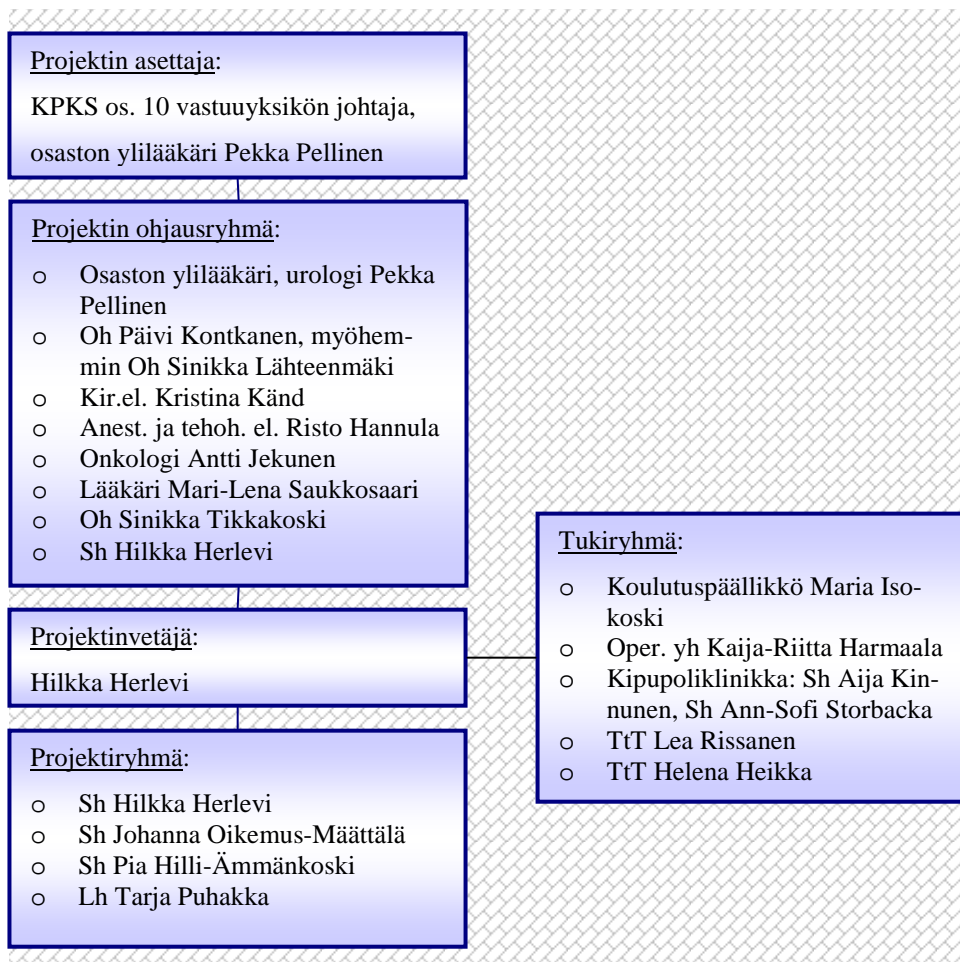 Projektin asettaja:
KPKS os. 10 vastuuyksikön johtaja,
osaston ylilääkäri Pekka Pellinen
Projektin ohjausryhmä:
o Osaston ylilääkäri, urologi Pekka
Pellinen
o Oh Päivi Kontkanen, myöhem-
min Oh Sinikka Lähteenmäki
o Kir.el. Kristina Känd
o Anest. ja tehoh. el. Risto Hannula
o Onkologi Antti Jekunen
o Lääkäri Mari-Lena Saukkosaari
o Oh Sinikka Tikkakoski
o Sh Hilkka Herlevi
Projektinvetäjä:
Hilkka Herlevi
Projektiryhmä:
o Sh Hilkka Herlevi
o Sh Johanna Oikemus-Määttälä
o Sh Pia Hilli-Ämmänkoski
o Lh Tarja Puhakka
Tukiryhmä:
o Koulutuspäällikkö Maria Iso-
koski
o Oper. yh Kaija-Riitta Harmaala
o Kipupoliklinikka: Sh Aija Kin-
nunen, Sh Ann-Sofi Storbacka
o TtT Lea Rissanen
o TtT Helena Heikka